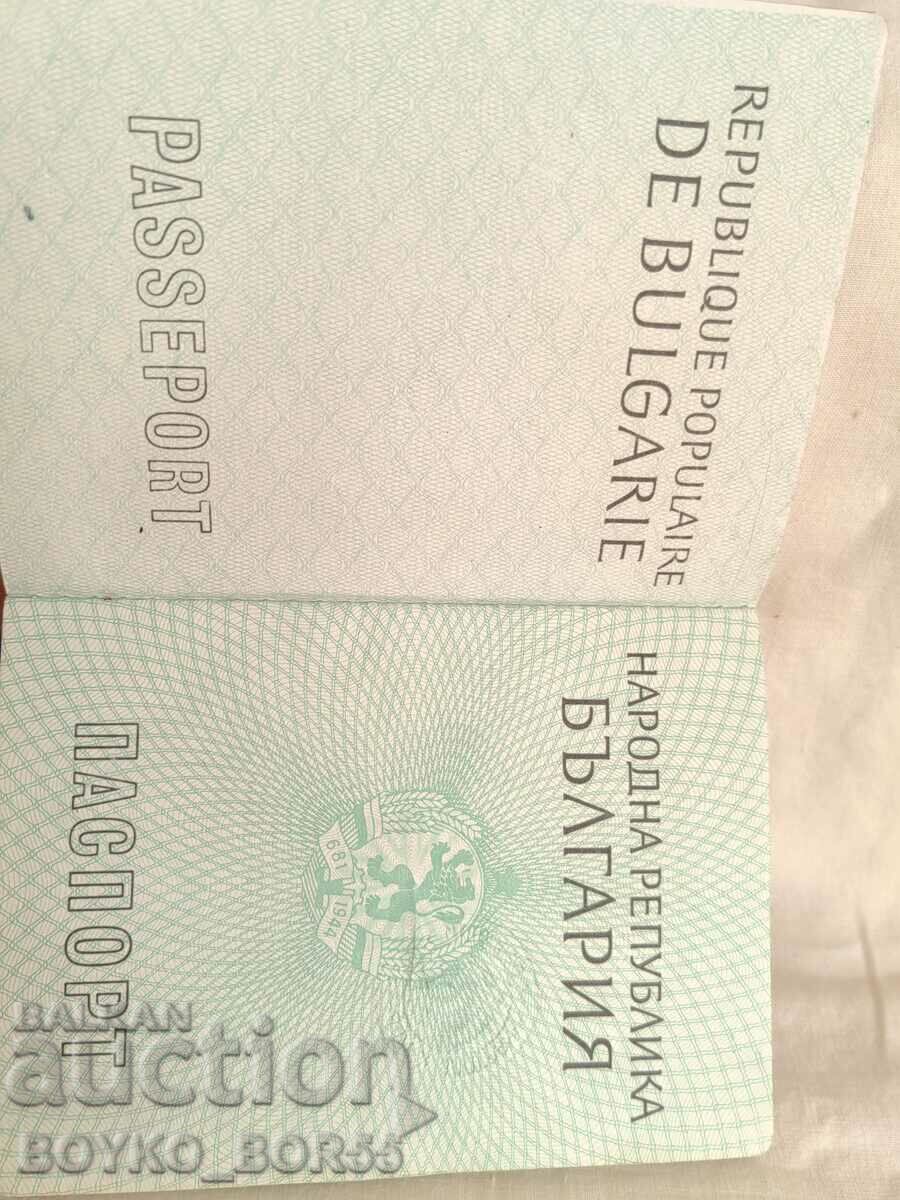 REPUBLIQUE POPULAIRE
DE BULGARIE
PASSEPORT
НАРОДНА РЕПУБЛИКА
БЪЛГАРИЯ
681 1944
ПАСПОРТ
BALKAN
auction
BOYKO_BOR55